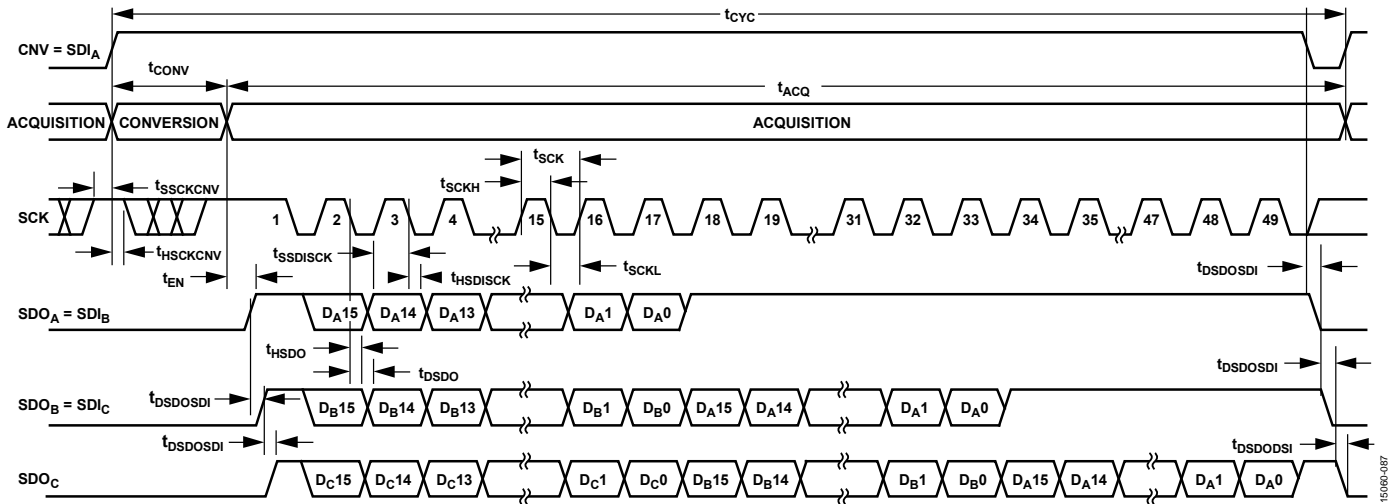 tCYC
CNV = SDIA
tCONV
tACQ
ACQUISITION CONVERSION ACQUISITION
tSCK
tSSCKCNV tSCKH
SCK 1 2 3 4 15 16 17 18 19 31 32 33 34 35 47 48 49
tHSCKCNV tSSDISCK tSCKL
tEN tHSDISCK tDSDOSDI
SDOA = SDIB DA15 DA14 DA13 DA1 DA0
tHSDO
tDSDO tDSDOSDI
tDSDOSDI
SDOB = SDIC DB15 DB14 DB13 DB1 DB0 DA15 DA14 DA1 DA0
tDSDOSDI tDSDODSI
SDOC DC15 DC14 DC13 DC1 DC0 DB15 DB14 DB1 DB0 DA15 DA14 DA1 DA0
15060-087